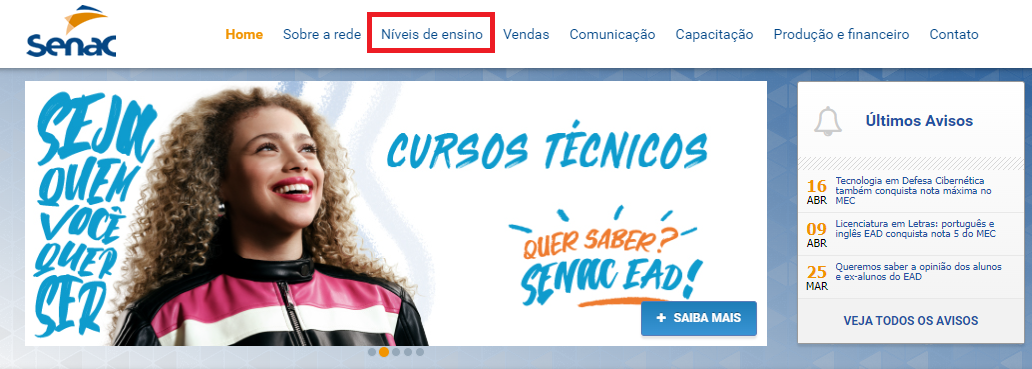 Senac
Home Sobre a rede Níveis de ensino Vendas Comunicação Capacitação Produção e financeiro Contato
SEJA
QUEM
VOCÊ
QUER
SER
CURSOS TÉCNICOS
QUER SABER?
SENAC EAD!
+ SAIBA MAIS
Últimos Avisos
16 ABR
Tecnologia em Defesa Cibernética
também conquista nota máxima no
MEC
09 ABR
Licenciatura em Letras: português e
inglês EAD conquista nota 5 do MEC
25 MAR
Queremos saber a opinião dos alunos
e ex-alunos do EAD
VEJA TODOS OS AVISOS